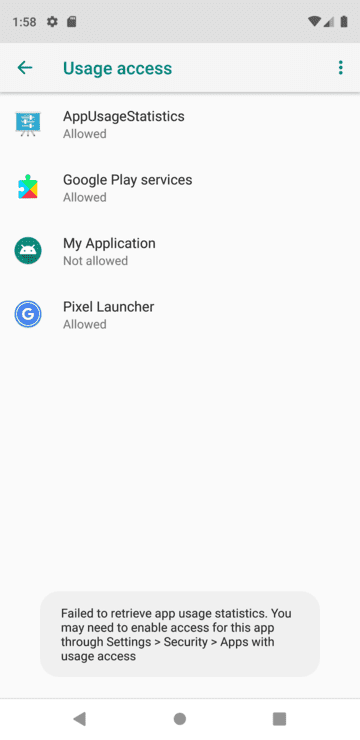 1:58
Usage access
AppUsageStatistics
Allowed
Google Play services
Allowed
My Application
Not allowed
G
Pixel Launcher
Allowed
Failed to retrieve app usage statistics. You
may need to enable access for this app
through Settings > Security > Apps with
usage access